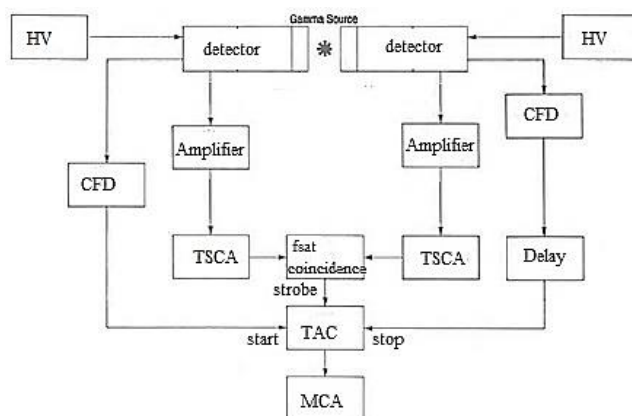 Gamma Source
HV
detector
detector
HV
CFD
Amplifier
Amplifier
CFD
TSCA
fsat
coincidence
TSCA
Delay
strobe
start
TAC
stop
MCA